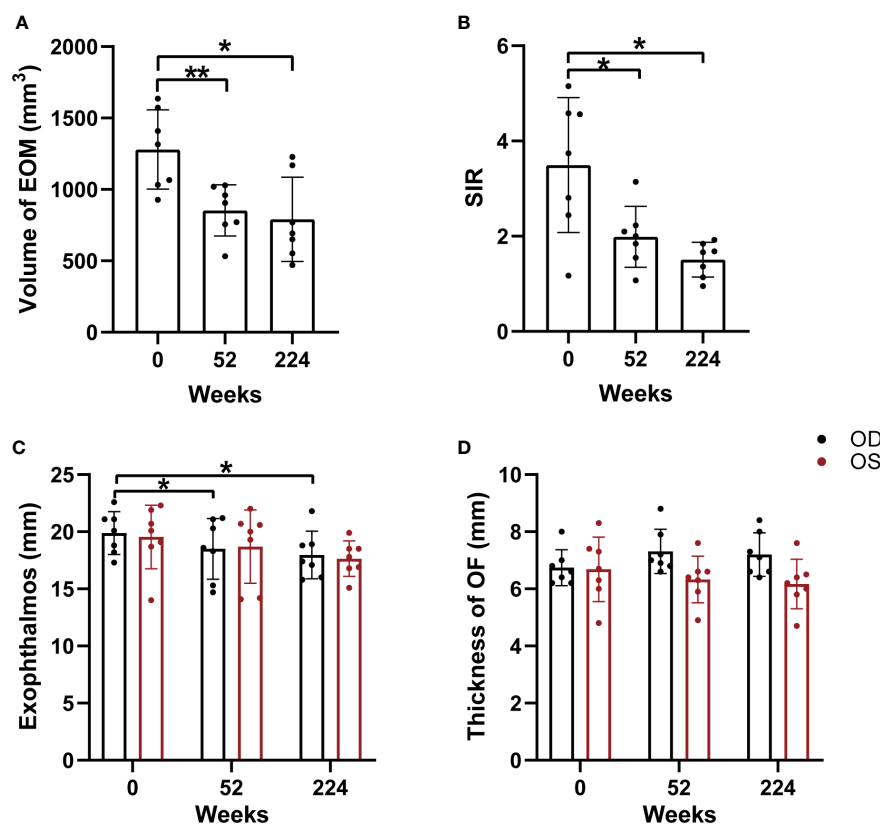 A
Volume of EOM (mm³)
2000
1500
1000
500
0
*
**
0 52 224
Weeks
B
SIR
6
4
2
0
*
*
0 52 224
Weeks
C
Exophthalmos (mm)
25
20
15
10
5
0
*
*
0 52 224
Weeks
D
OD
OS
Thickness of OF (mm)
10
8
6
4
2
0
0 52 224
Weeks